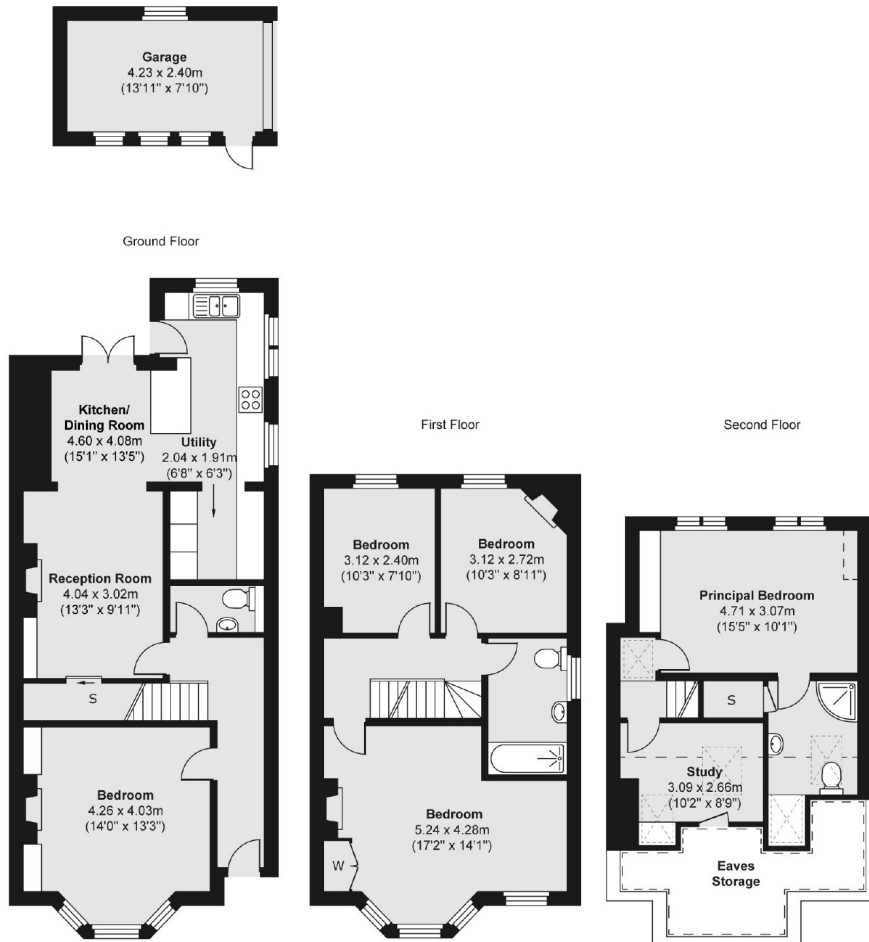 Garage
4.23 x 2.40m
(13'11" x 7'10")
Ground Floor
Kitchen/
Dining Room
4.60 x 4.08m
(15'1" x 13'5")
Utility
2.04 x 1.91m
(6'8" x 6'3")
Reception Room
4.04 x 3.02m
(13'3" x 9'11")
S
Bedroom
4.26 x 4.03m
(14'0" x 13'3")
First Floor
Bedroom
3.12 x 2.40m
(10'3" x 7'10")
Bedroom
3.12 x 2.72m
(10'3" x 8'11")
Bedroom
5.24 x 4.28m
(17'2" x 14'1")
W
Second Floor
Principal Bedroom
4.71 x 3.07m
(15'5" x 10'1")
S
Study
3.09 x 2.66m
(10'2" x 8'9")
Eaves
Storage